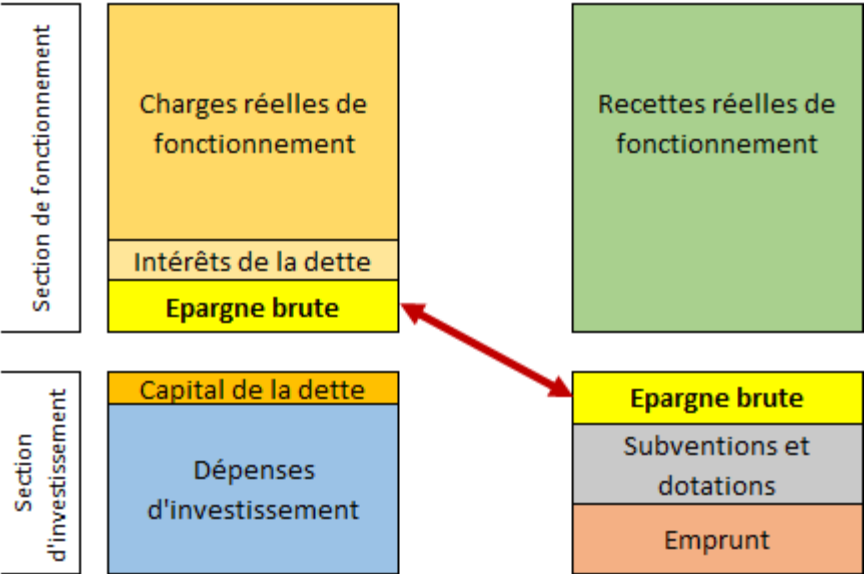 Section de fonctionnement
Charges réelles de
fonctionnement
Intérêts de la dette
Epargne brute
Recettes réelles de
fonctionnement
Section
d'investissement
Capital de la dette
Dépenses
d'investissement
Epargne brute
Subventions et
dotations
Emprunt